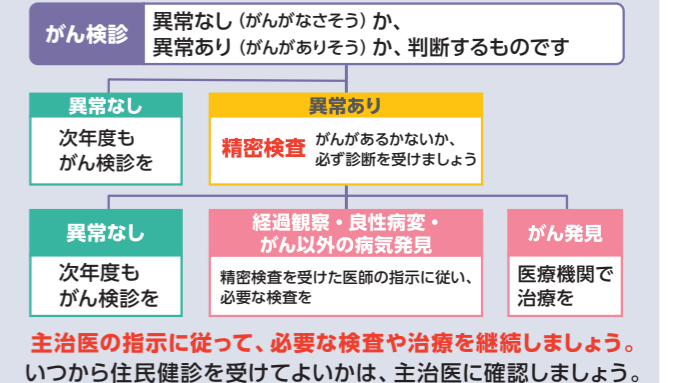 がん検診
異常なし（がんがなさそう）か、
異常あり（がんがありそう）か、判断するものです
異常なし
次年度も
がん検診を
異常あり
精密検査
がんがあるかないか、
必ず診断を受けましょう
異常なし
次年度も
がん検診を
経過観察・良性病変・
がん以外の病気発見
精密検査を受けた医師の指示に従い、
必要な検査を
がん発見
医療機関で
治療を
主治医の指示に従って、必要な検査や治療を継続しましょう。
いつから住民健診を受けてよいかは、主治医に確認しましょう。